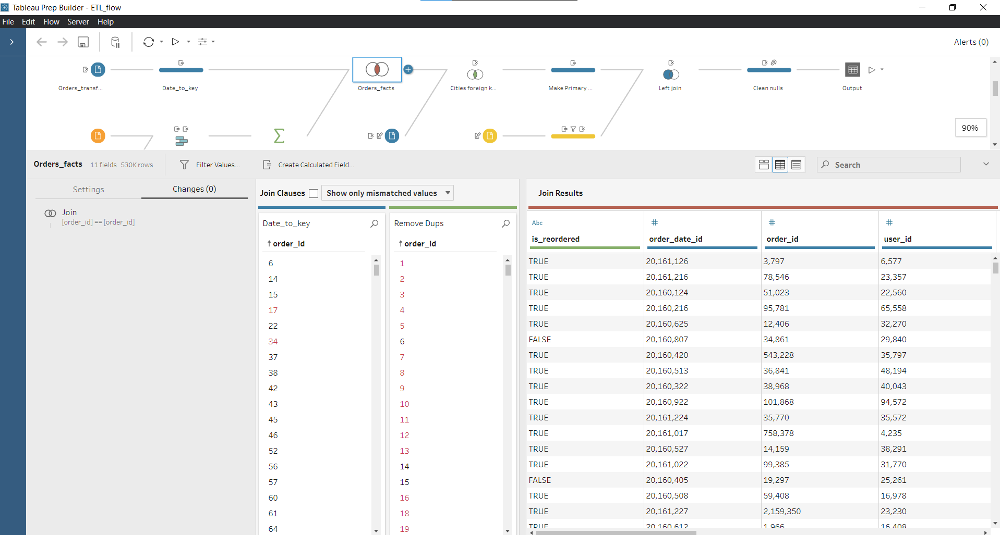 Tableau Prep Builder - ETL_flow
File Edit Flow Server Help
Alerts (0)
Orders_transf... Date_to_key Orders_facts Cities foreign k... Make Primary ... Left join Clean nulls Output
90%
Orders_facts 11 fields 530K rows Filter Values... Create Calculated Field... Search
Settings Changes (0)
Join
[order_id] == [order_id]
Join Clauses Show only mismatched values
Date_to_key
order_id
6
14
15
17
22
34
37
38
42
43
45
46
52
56
57
60
61
64
Remove Dups
order_id
1
2
3
4
5
6
7
8
9
10
11
12
13
14
15
16
18
19
Join Results
Abc # # #
is_reordered order_date_id order_id user_id
TRUE 20,161,126 3,797 6,577
TRUE 20,161,216 78,546 23,357
TRUE 20,160,124 51,023 22,560
TRUE 20,160,216 95,781 65,558
TRUE 20,160,625 12,406 32,270
FALSE 20,160,807 34,861 29,840
TRUE 20,160,420 543,228 35,797
TRUE 20,160,513 36,841 48,194
TRUE 20,160,322 38,968 40,043
TRUE 20,160,922 101,868 94,572
TRUE 20,161,224 35,770 35,572
TRUE 20,161,017 758,378 4,235
TRUE 20,160,527 14,159 38,291
TRUE 20,161,022 99,385 31,770
FALSE 20,160,405 19,297 25,261
TRUE 20,160,508 59,408 16,978
TRUE 20,161,227 2,159,350 23,230
TRUE 20,160,612 1,966 16,408